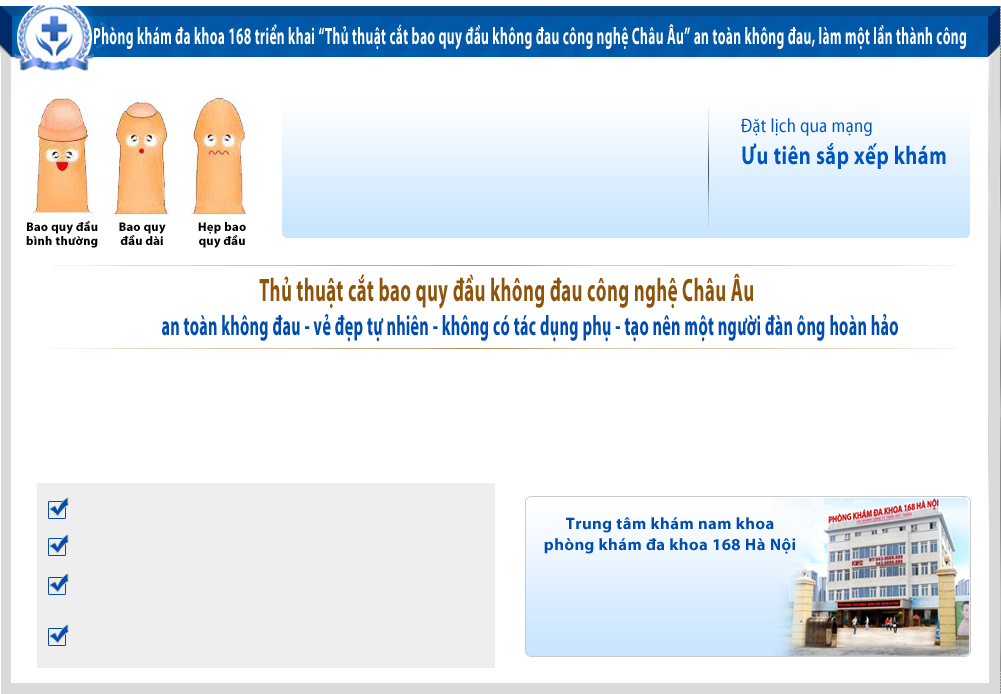 Phòng khám đa khoa 168 triển khai “Thủ thuật cắt bao quy đầu không đau công nghệ Châu Âu” an toàn không đau, làm một lần thành công
Đặt lịch qua mạng
Ưu tiên sắp xếp khám
Bao quy đầu
bình thường
Bao quy
đầu dài
Hẹp bao
quy đầu
Thủ thuật cắt bao quy đầu không đau công nghệ Châu Âu
an toàn không đau - vẻ đẹp tự nhiên - không có tác dụng phụ - tạo nên một người đàn ông hoàn hảo
Trung tâm khám nam khoa
phòng khám đa khoa 168 Hà Nội
PHÒNG KHÁM ĐA KHOA 168 HÀ NỘI